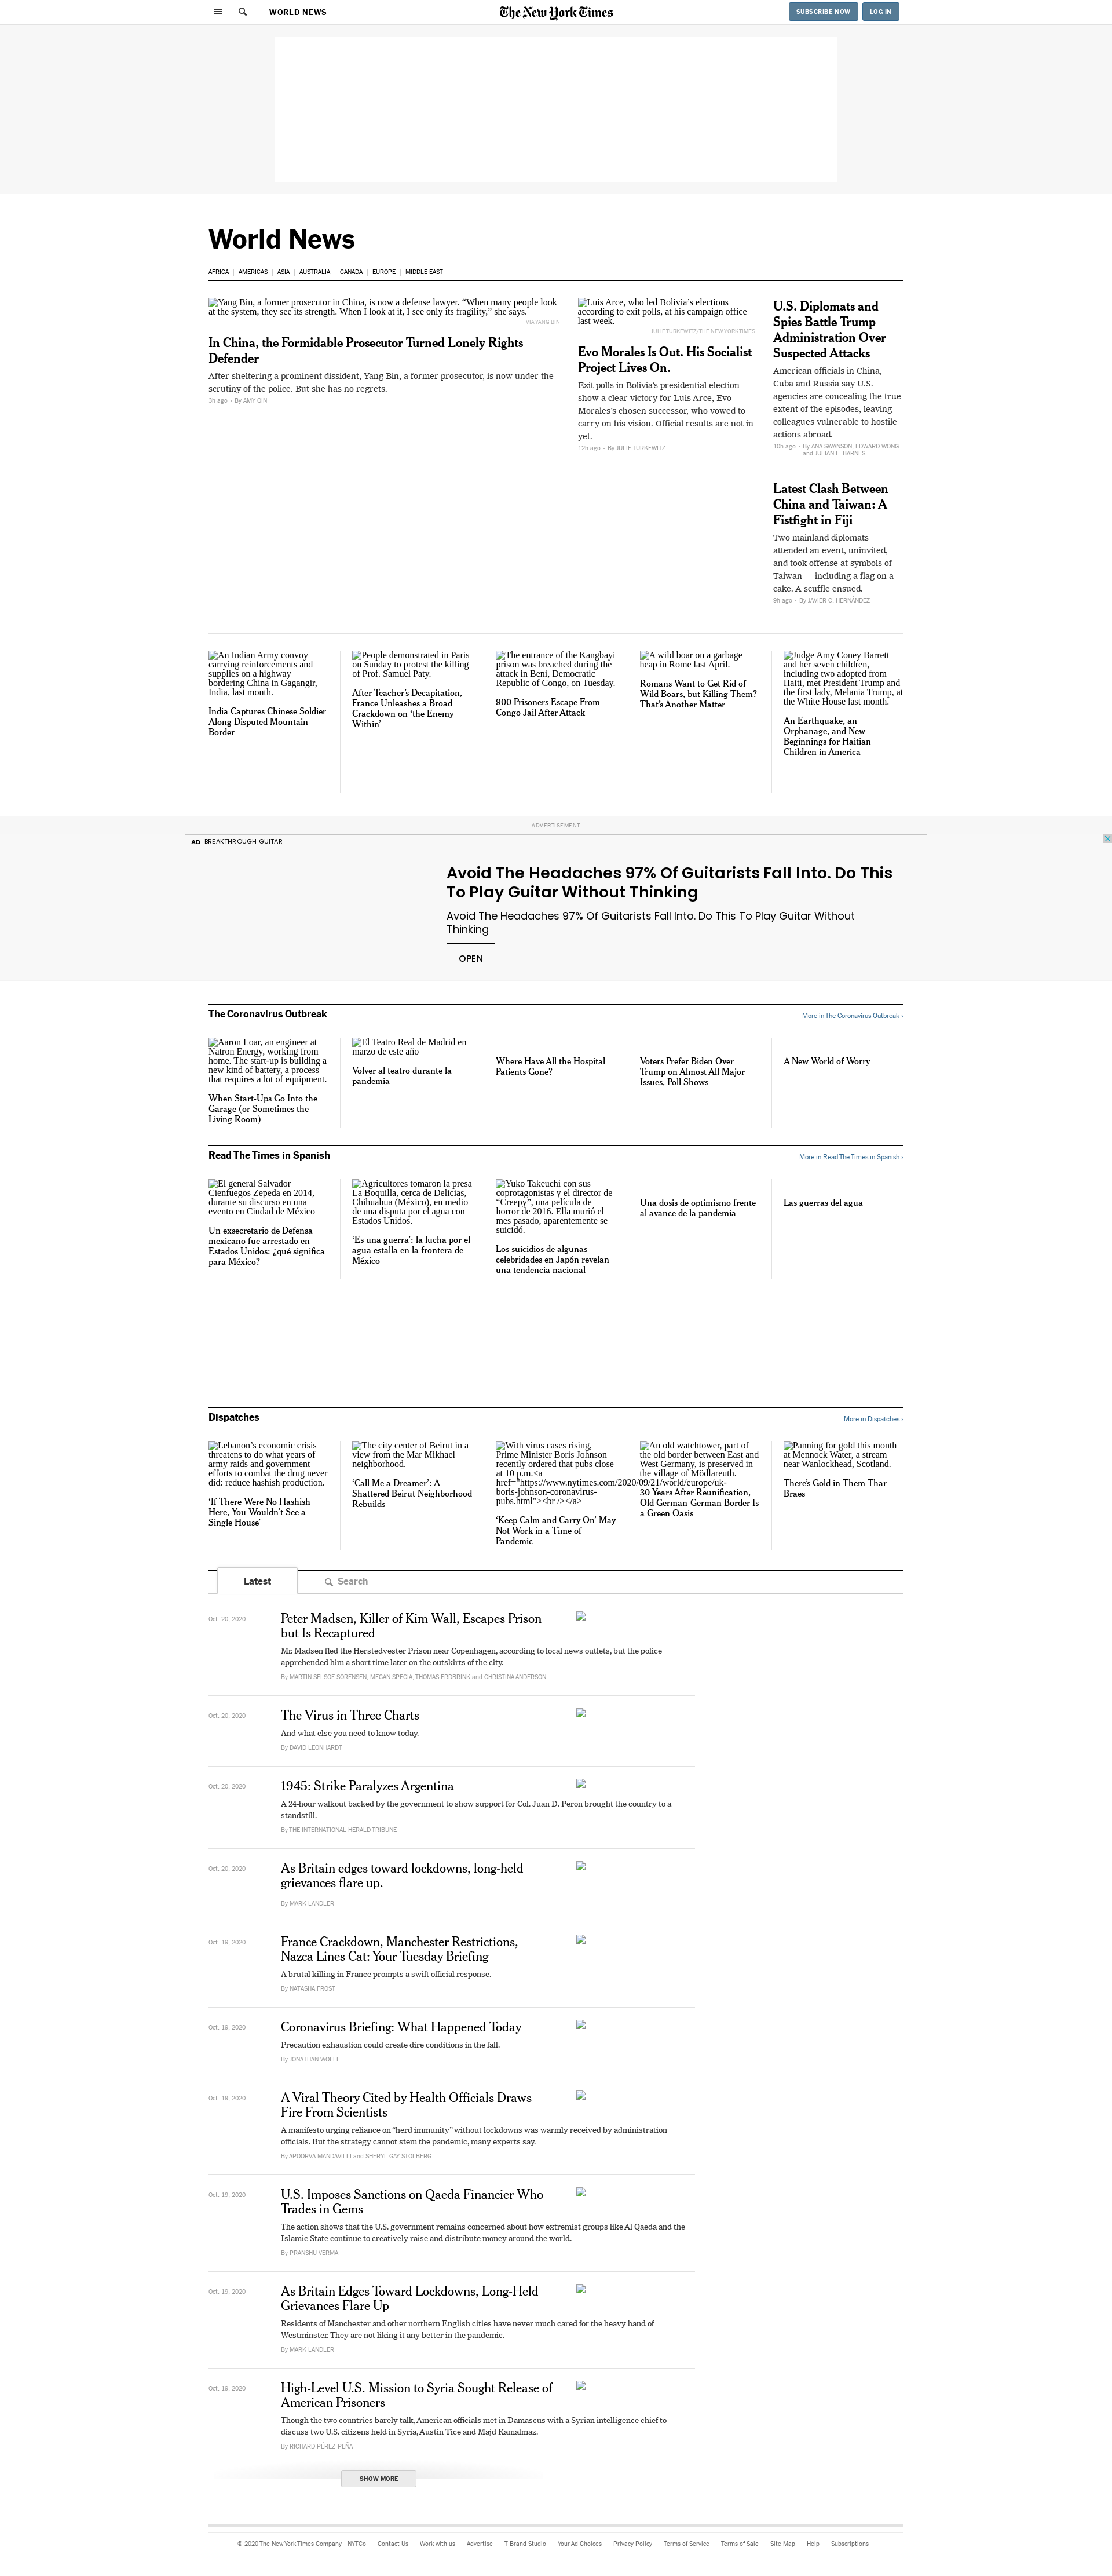 WORLD NEWS
The New York Times
SUBSCRIBE NOW
LOG IN
World News
AFRICA
AMERICAS
ASIA
AUSTRALIA
CANADA
EUROPE
MIDDLE EAST
Yang Bin, a former prosecutor in China, is now a defense lawyer. “When many people look
at the system, they see its strength. When I look at it, I see only its fragility,” she says.
VIA YANG BIN
In China, the Formidable Prosecutor Turned Lonely Rights
Defender
After sheltering a prominent dissident, Yang Bin, a former prosecutor, is now under the
scrutiny of the police. But she has no regrets.
3h ago • By AMY QIN
Luis Arce, who led Bolivia’s elections
according to exit polls, at his campaign office
last week.
JULIE TURKEWITZ/THE NEW YORK TIMES
Evo Morales Is Out. His Socialist
Project Lives On.
Exit polls in Bolivia’s presidential election
show a clear victory for Luis Arce, Evo
Morales’s chosen successor, who vowed to
carry on his vision. Official results are not in
yet.
12h ago • By JULIE TURKEWITZ
U.S. Diplomats and
Spies Battle Trump
Administration Over
Suspected Attacks
American officials in China,
Cuba and Russia say U.S.
agencies are concealing the true
extent of the episodes, leaving
colleagues vulnerable to hostile
actions abroad.
10h ago • By ANA SWANSON, EDWARD WONG
and JULIAN E. BARNES
Latest Clash Between
China and Taiwan: A
Fistfight in Fiji
Two mainland diplomats
attended an event, uninvited,
and took offense at symbols of
Taiwan — including a flag on a
cake. A scuffle ensued.
9h ago • By JAVIER C. HERNÁNDEZ
An Indian Army convoy
carrying reinforcements and
supplies on a highway
bordering China in Gagangir,
India, last month.
India Captures Chinese Soldier
Along Disputed Mountain
Border
People demonstrated in Paris
on Sunday to protest the killing
of Prof. Samuel Paty.
After Teacher’s Decapitation,
France Unleashes a Broad
Crackdown on ‘the Enemy
Within’
The entrance of the Kangbayi
prison was breached during the
attack in Beni, Democratic
Republic of Congo, on Tuesday.
900 Prisoners Escape From
Congo Jail After Attack
A wild boar on a garbage
heap in Rome last April.
Romans Want to Get Rid of
Wild Boars, but Killing Them?
That’s Another Matter
Judge Amy Coney Barrett
and her seven children,
including two adopted from
Haiti, met President Trump and
the first lady, Melania Trump, at
the White House last month.
An Earthquake, an
Orphanage, and New
Beginnings for Haitian
Children in America
ADVERTISEMENT
AD BREAKTHROUGH GUITAR
Avoid The Headaches 97% Of Guitarists Fall Into. Do This
To Play Guitar Without Thinking
Avoid The Headaches 97% Of Guitarists Fall Into. Do This To Play Guitar Without
Thinking
OPEN
The Coronavirus Outbreak
More in The Coronavirus Outbreak ›
Aaron Loar, an engineer at
Natron Energy, working from
home. The start-up is building a
new kind of battery, a process
that requires a lot of equipment.
When Start-Ups Go Into the
Garage (or Sometimes the
Living Room)
El Teatro Real de Madrid en
marzo de este año
Volver al teatro durante la
pandemia
Where Have All the Hospital
Patients Gone?
Voters Prefer Biden Over
Trump on Almost All Major
Issues, Poll Shows
A New World of Worry
Read The Times in Spanish
More in Read The Times in Spanish ›
El general Salvador
Cienfuegos Zepeda en 2014,
durante su discurso en una
evento en Ciudad de México
Un exsecretario de Defensa
mexicano fue arrestado en
Estados Unidos: ¿qué significa
para México?
Agricultores tomaron la presa
La Boquilla, cerca de Delicias,
Chihuahua (México), en medio
de una disputa por el agua con
Estados Unidos.
‘Es una guerra’: la lucha por el
agua estalla en la frontera de
México
Yuko Takeuchi con sus
coprotagonistas y el director de
“Creepy”, una película de
horror de 2016. Ella murió el
mes pasado, aparentemente se
suicidó.
Los suicidios de algunas
celebridades en Japón revelan
una tendencia nacional
Una dosis de optimismo frente
al avance de la pandemia
Las guerras del agua
Dispatches
More in Dispatches ›
Lebanon’s economic crisis
threatens to do what years of
army raids and government
efforts to combat the drug never
did: reduce hashish production.
‘If There Were No Hashish
Here, You Wouldn’t See a
Single House’
The city center of Beirut in a
view from the Mar Mikhael
neighborhood.
‘Call Me a Dreamer’: A
Shattered Beirut Neighborhood
Rebuilds
With virus cases rising,
Prime Minister Boris Johnson
recently ordered that pubs close
at 10 p.m.<a
href="https://www.nytimes.com/2020/09/21/world/europe/uk-
boris-johnson-coronavirus-
pubs.html"><br /></a>
‘Keep Calm and Carry On’ May
Not Work in a Time of
Pandemic
An old watchtower, part of
the old border between East and
West Germany, is preserved in
the village of Mödlareuth.
30 Years After Reunification,
Old German-German Border Is
a Green Oasis
Panning for gold this month
at Mennock Water, a stream
near Wanlockhead, Scotland.
There’s Gold in Them Thar
Braes
Latest
Search
Oct. 20, 2020
Peter Madsen, Killer of Kim Wall, Escapes Prison
but Is Recaptured
Mr. Madsen fled the Herstedvester Prison near Copenhagen, according to local news outlets, but the police
apprehended him a short time later on the outskirts of the city.
By MARTIN SELSOE SORENSEN, MEGAN SPECIA, THOMAS ERDBRINK and CHRISTINA ANDERSON
Oct. 20, 2020
The Virus in Three Charts
And what else you need to know today.
By DAVID LEONHARDT
Oct. 20, 2020
1945: Strike Paralyzes Argentina
A 24-hour walkout backed by the government to show support for Col. Juan D. Peron brought the country to a
standstill.
By THE INTERNATIONAL HERALD TRIBUNE
Oct. 20, 2020
As Britain edges toward lockdowns, long-held
grievances flare up.
By MARK LANDLER
Oct. 19, 2020
France Crackdown, Manchester Restrictions,
Nazca Lines Cat: Your Tuesday Briefing
A brutal killing in France prompts a swift official response.
By NATASHA FROST
Oct. 19, 2020
Coronavirus Briefing: What Happened Today
Precaution exhaustion could create dire conditions in the fall.
By JONATHAN WOLFE
Oct. 19, 2020
A Viral Theory Cited by Health Officials Draws
Fire From Scientists
A manifesto urging reliance on “herd immunity” without lockdowns was warmly received by administration
officials. But the strategy cannot stem the pandemic, many experts say.
By APOORVA MANDAVILLI and SHERYL GAY STOLBERG
Oct. 19, 2020
U.S. Imposes Sanctions on Qaeda Financier Who
Trades in Gems
The action shows that the U.S. government remains concerned about how extremist groups like Al Qaeda and the
Islamic State continue to creatively raise and distribute money around the world.
By PRANSHU VERMA
Oct. 19, 2020
As Britain Edges Toward Lockdowns, Long-Held
Grievances Flare Up
Residents of Manchester and other northern English cities have never much cared for the heavy hand of
Westminster. They are not liking it any better in the pandemic.
By MARK LANDLER
Oct. 19, 2020
High-Level U.S. Mission to Syria Sought Release of
American Prisoners
Though the two countries barely talk, American officials met in Damascus with a Syrian intelligence chief to
discuss two U.S. citizens held in Syria, Austin Tice and Majd Kamalmaz.
By RICHARD PÉREZ-PEÑA
SHOW MORE
© 2020 The New York Times Company NYTCo Contact Us Work with us Advertise T Brand Studio Your Ad Choices Privacy Policy Terms of Service Terms of Sale Site Map Help Subscriptions